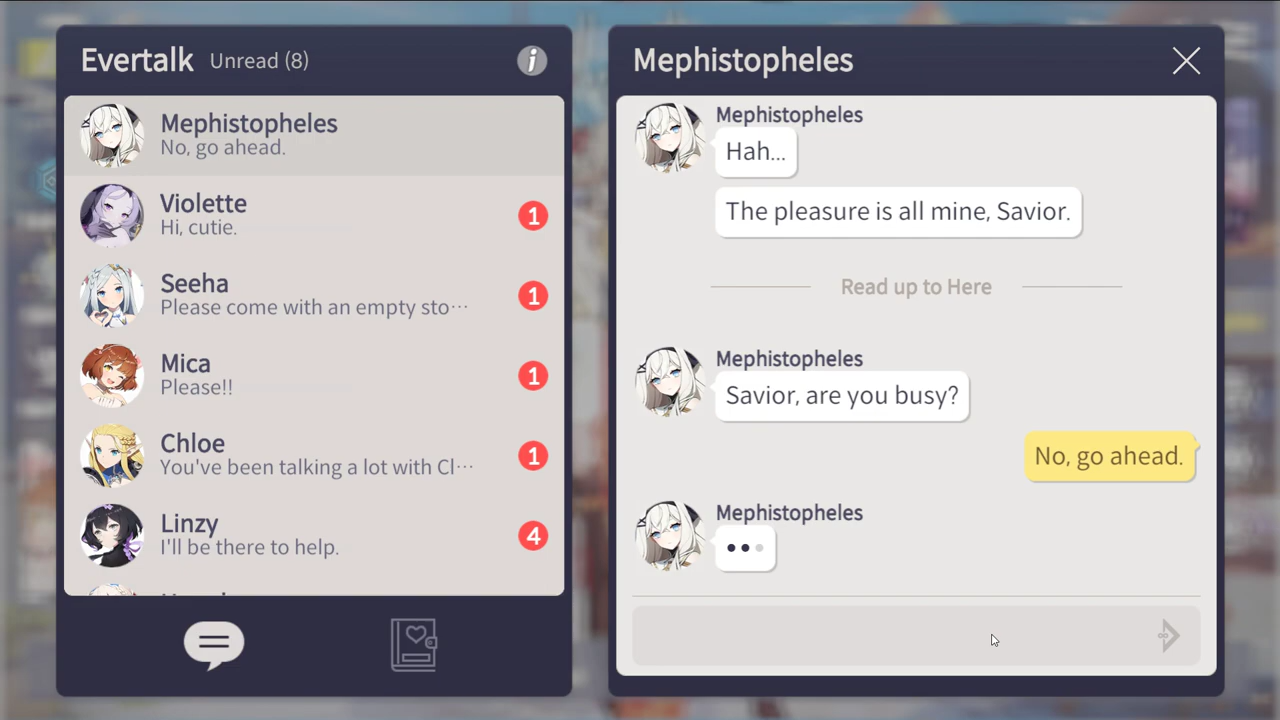 Evertalk Unread (8)
Mephistopheles
No, go ahead.
Violette
Hi, cutie.
1
Seeha
Please come with an empty sto…
1
Mica
Please!!
1
Chloe
You've been talking a lot with Cl…
1
Linzy
I'll be there to help.
4
Mephistopheles
Mephistopheles
Hah...
The pleasure is all mine, Savior.
Read up to Here
Mephistopheles
Savior, are you busy?
No, go ahead.
Mephistopheles